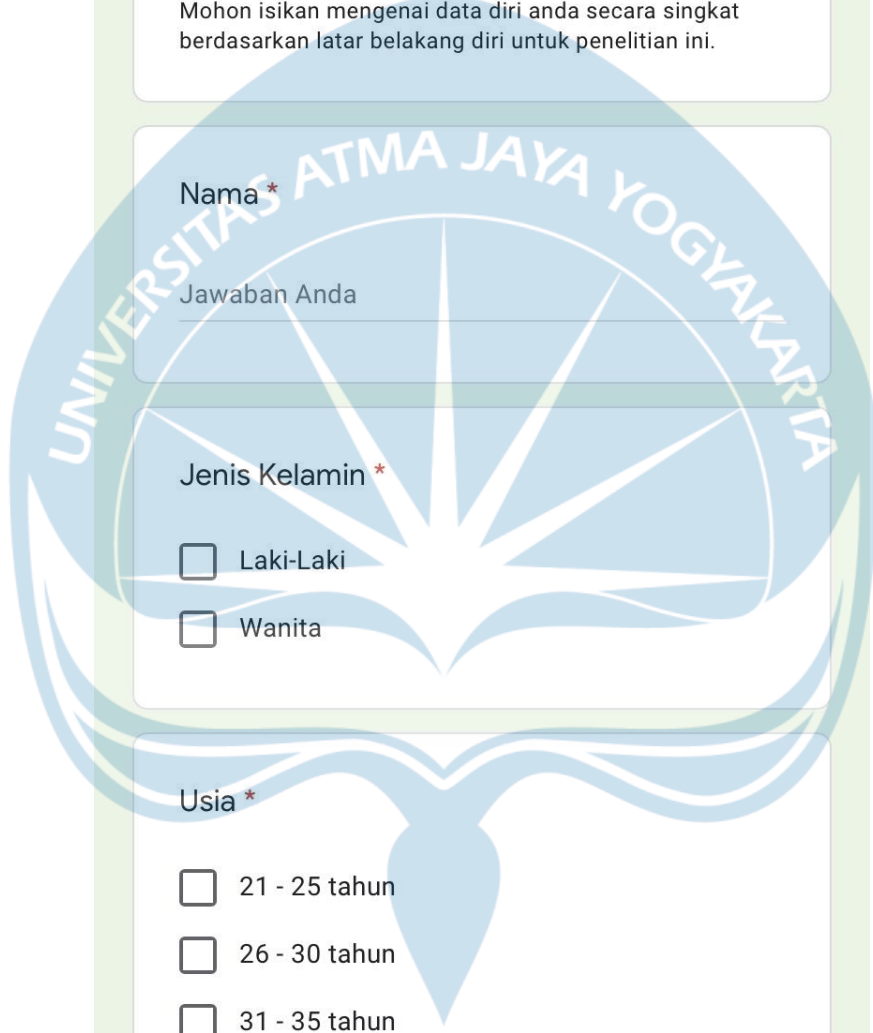 Mohon isikan mengenai data diri anda secara singkat
berdasarkan latar belakang diri untuk penelitian ini.
UNIVERSITAS ATMA JAYA YOGYAKARTA
Nama *
Jawaban Anda
Jenis Kelamin *
Laki-Laki
Wanita
Usia *
21 - 25 tahun
26 - 30 tahun
31 - 35 tahun